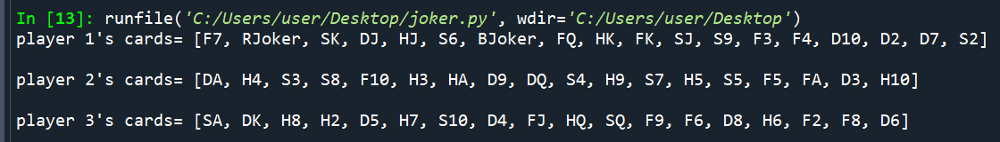 In [13]: runfile('C:/Users/user/Desktop/joker.py', wdir='C:/Users/user/Desktop')
player 1's cards= [F7, RJoker, SK, DJ, HJ, S6, BJoker, FQ, HK, FK, SJ, S9, F3, F4, D10, D2, D7, S2]
player 2's cards= [DA, H4, S3, S8, F10, H3, HA, D9, DQ, S4, H9, S7, H5, S5, F5, FA, D3, H10]
player 3's cards= [SA, DK, H8, H2, D5, H7, S10, D4, FJ, HQ, SQ, F9, F6, D8, H6, F2, F8, D6]